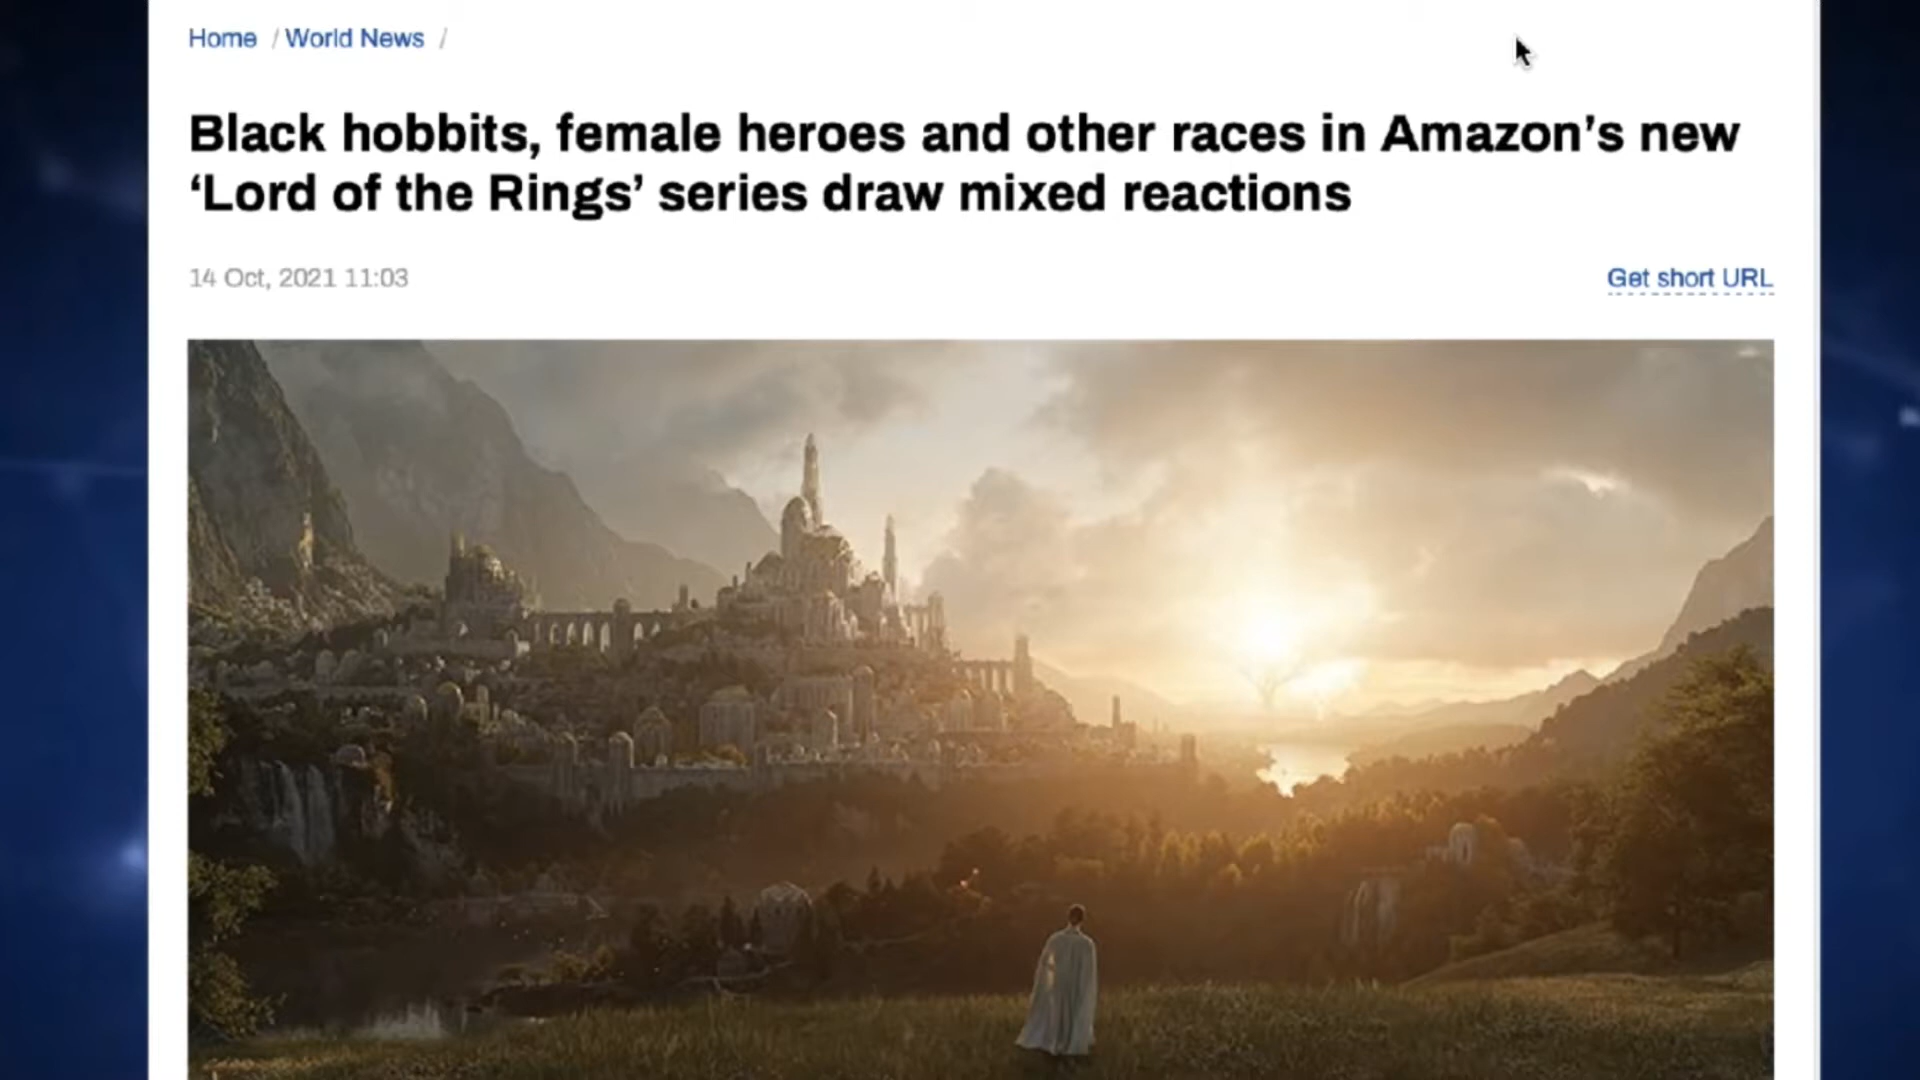 Home / World News /
Black hobbits, female heroes and other races in Amazon’s new
‘Lord of the Rings’ series draw mixed reactions
14 Oct, 2021 11:03
Get short URL